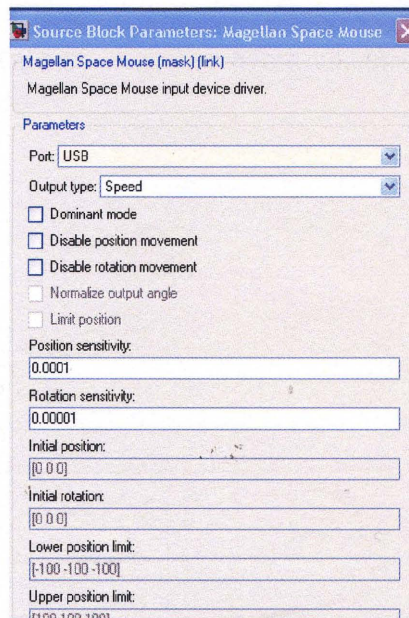 Source Block Parameters: Magellan Space Mouse
Magellan Space Mouse (mask) (link)
Magellan Space Mouse input device driver.
Parameters
Port: USB
Output type: Speed
Dominant mode
Disable position movement
Disable rotation movement
Normalize output angle
Limit position
Position sensitivity:
0.0001
Rotation sensitivity:
0.00001
Initial position:
[0 0 0]
Initial rotation:
[0 0 0]
Lower position limit:
[-100 -100 -100]
Upper position limit:
[100 100 100]